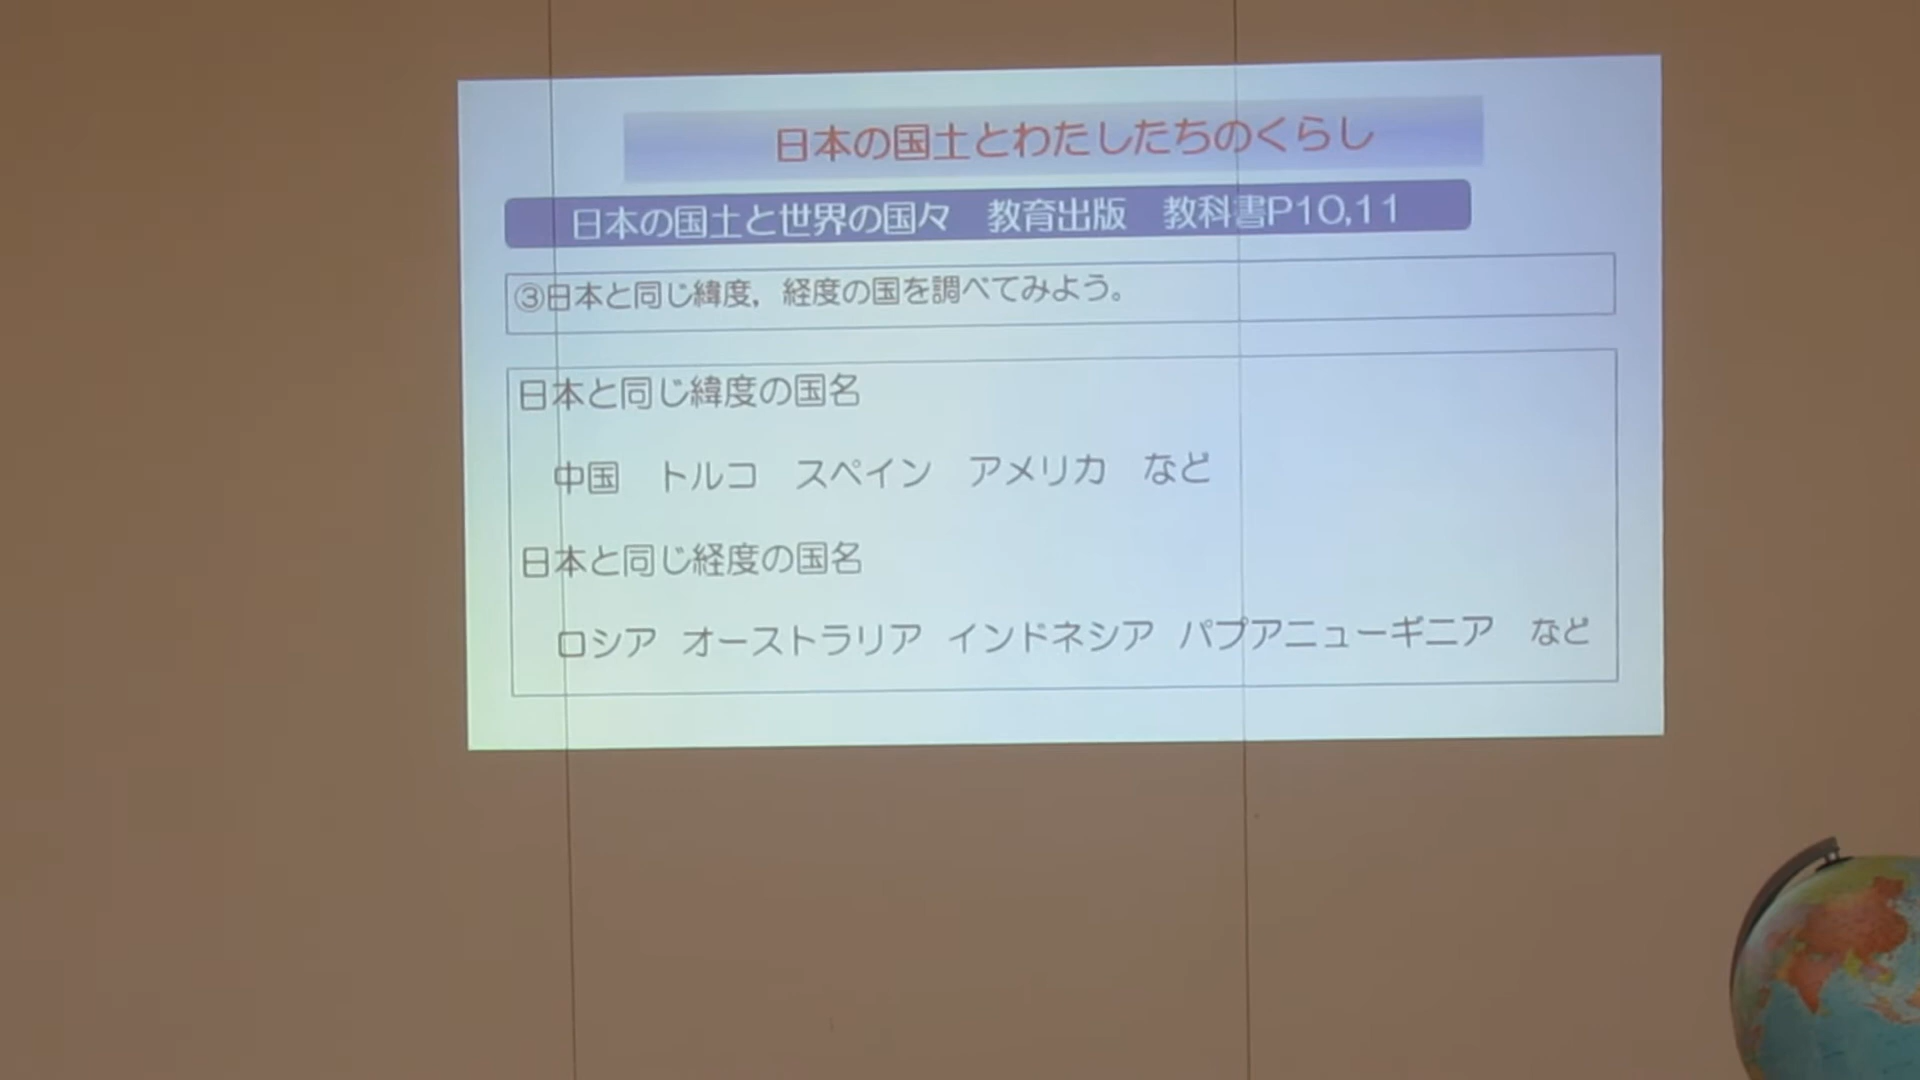 日本の国土とわたしたちのくらし
日本の国土と世界の国々　教育出版　教科書P10,11
③日本と同じ緯度，経度の国を調べてみよう。
日本と同じ緯度の国名
中国　トルコ　スペイン　アメリカ　など
日本と同じ経度の国名
ロシア　オーストラリア　インドネシア　パプアニューギニア　など